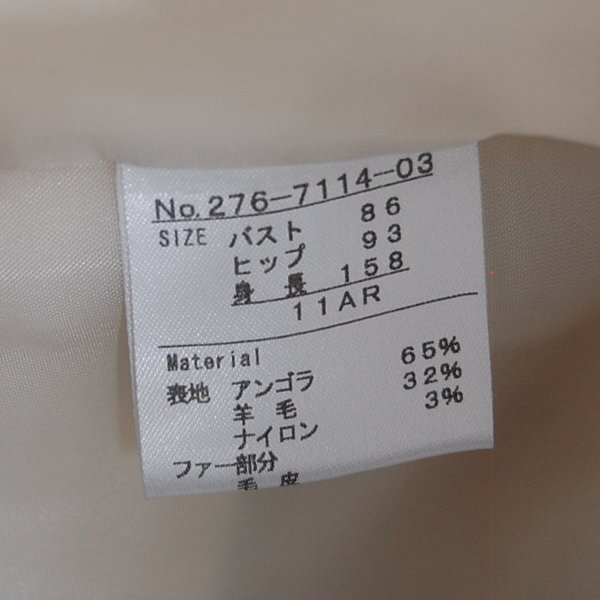 No. 276-7114-03
SIZE バスト 86
ヒップ 93
身長 158
11AR
Material
表地 アンゴラ 65%
羊毛 32%
ナイロン 3%
ファー部分
毛皮